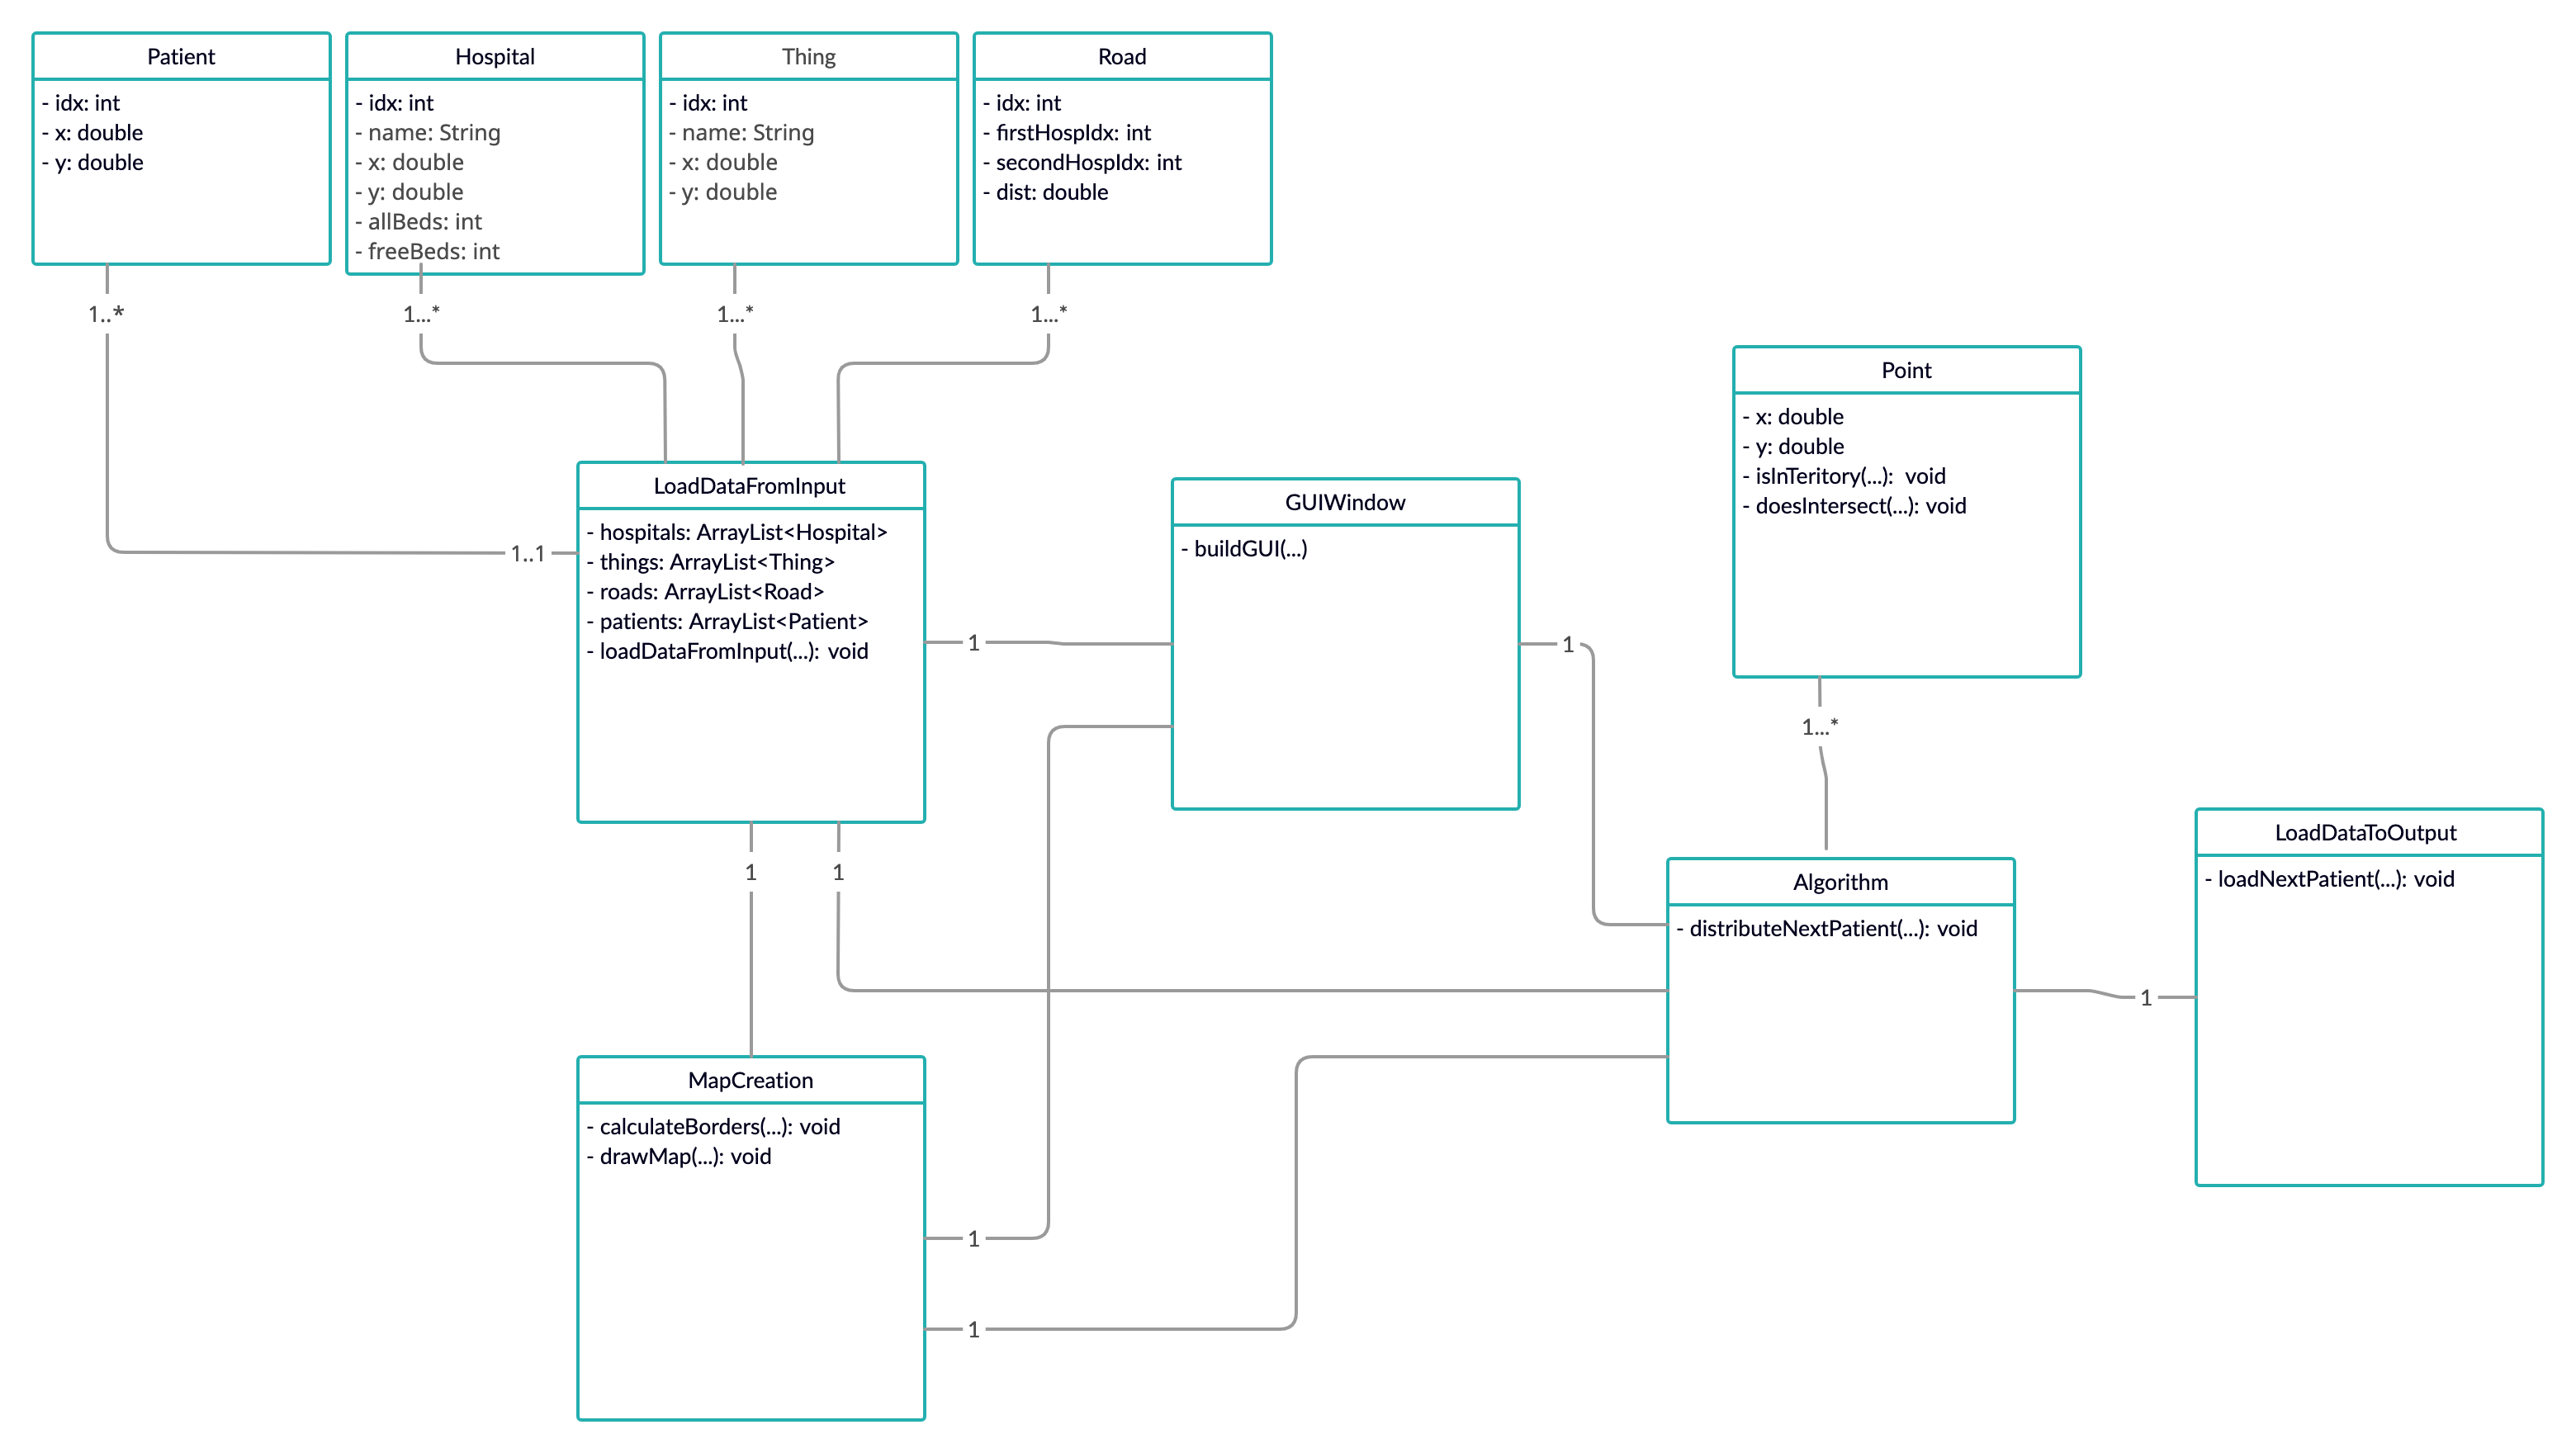 Patient
- idx: int
- x: double
- y: double
Hospital
- idx: int
- name: String
- x: double
- y: double
- allBeds: int
- freeBeds: int
Thing
- idx: int
- name: String
- x: double
- y: double
Road
- idx: int
- firstHospIdx: int
- secondHospIdx: int
- dist: double
1..*
1...*
1...*
1...*
Point
- x: double
- y: double
- isInTeritory(...): void
- doesIntersect(...): void
LoadDataFromInput
- hospitals: ArrayList<Hospital>
- things: ArrayList<Thing>
- roads: ArrayList<Road>
- patients: ArrayList<Patient>
- loadDataFromInput(...): void
1..1
GUIWindow
- buildGUI(...)
1
1
1...*
LoadDataToOutput
- loadNextPatient(...): void
1
1
Algorithm
- distributeNextPatient(...): void
1
MapCreation
- calculateBorders(...): void
- drawMap(...): void
1
1